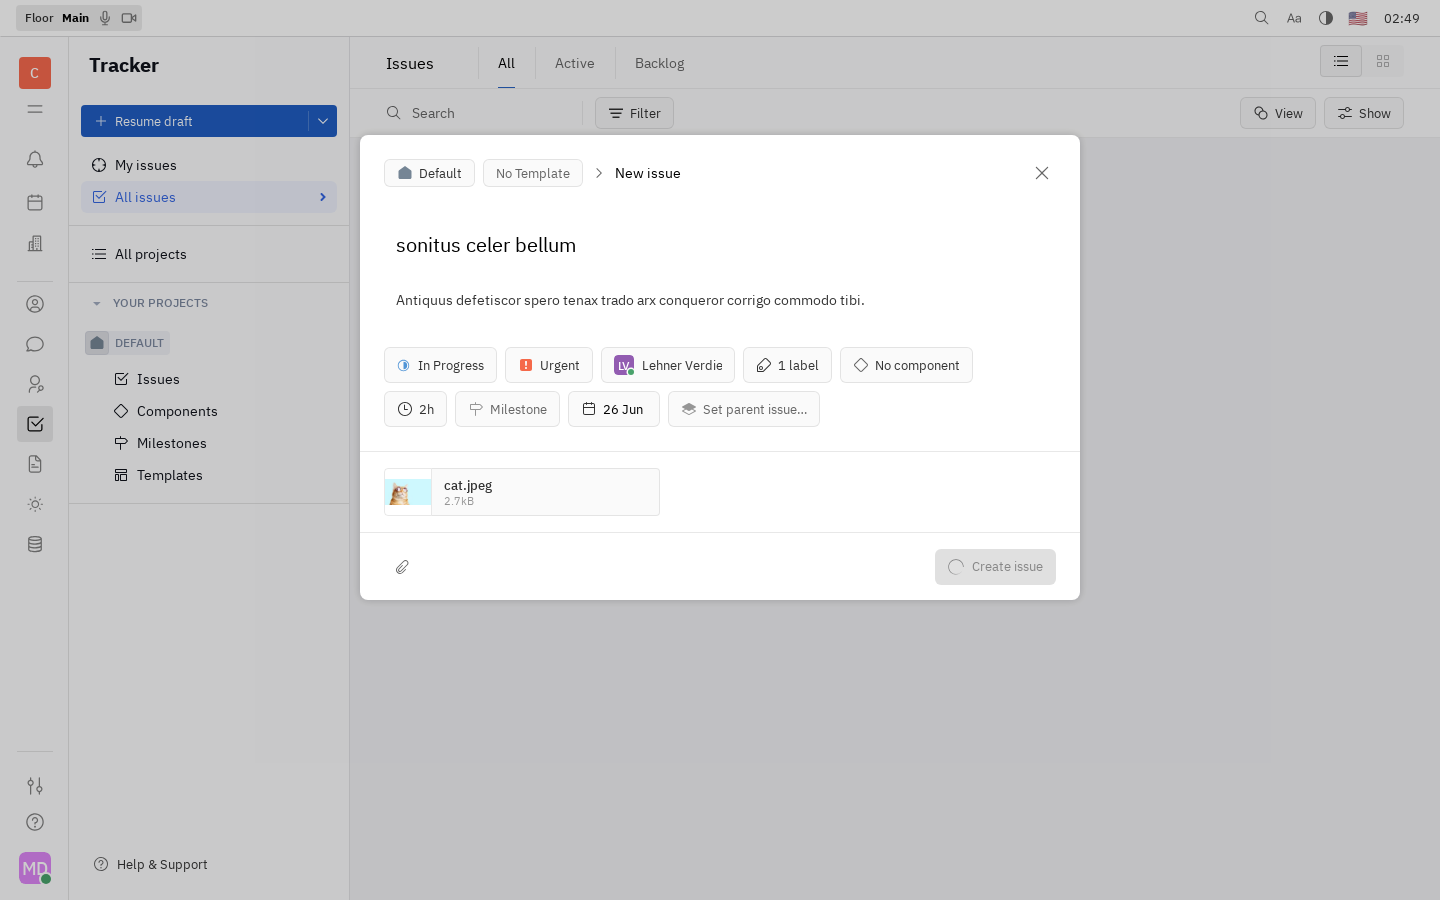 Floor Main
Aa
02:49
C
Tracker
Resume draft
My issues
All issues
All projects
YOUR PROJECTS
DEFAULT
Issues
Components
Milestones
Templates
Help & Support
MD
Issues
All
Active
Backlog
Search
Filter
View
Show
Default
No Template
New issue
sonitus celer bellum
Antiquus defetiscor spero tenax trado arx conqueror corrigo commodo tibi.
In Progress
Urgent
LV
Lehner Verdie
1 label
No component
2h
Milestone
26 Jun
Set parent issue...
cat.jpeg
2.7kB
Create issue